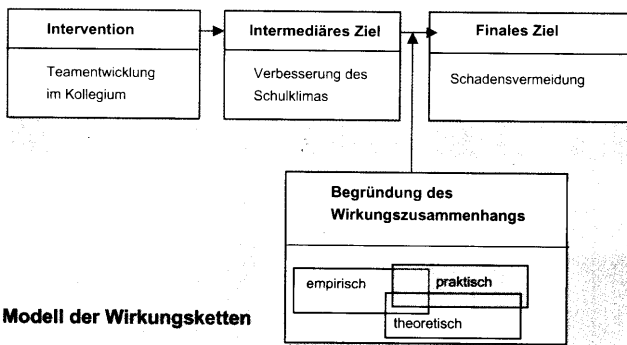 Intervention
Teamentwicklung
im Kollegium
Intermediäres Ziel
Verbesserung des
Schulklimas
Finales Ziel
Schadensvermeidung
Begründung des
Wirkungszusammenhangs
empirisch
praktisch
theoretisch
Modell der Wirkungsketten